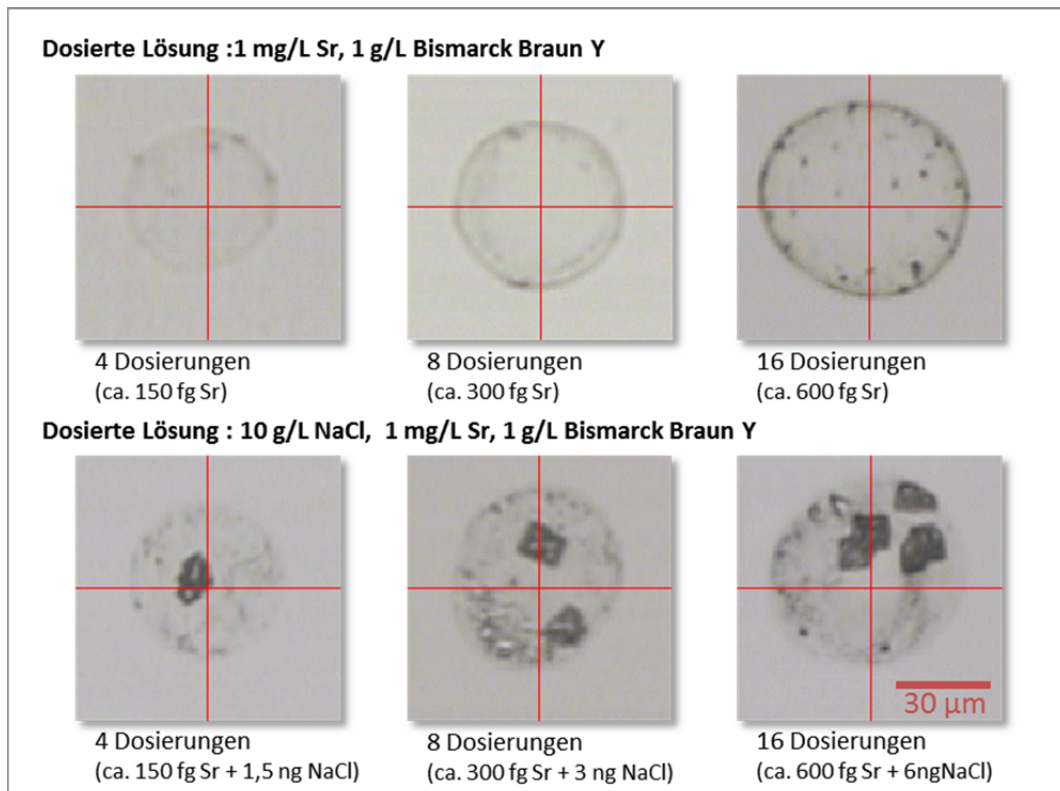 Dosierte Lösung :1 mg/L Sr, 1 g/L Bismarck Braun Y
4 Dosierungen
(ca. 150 fg Sr)
8 Dosierungen
(ca. 300 fg Sr)
16 Dosierungen
(ca. 600 fg Sr)
Dosierte Lösung : 10 g/L NaCl,  1 mg/L Sr, 1 g/L Bismarck Braun Y
30 µm
4 Dosierungen
(ca. 150 fg Sr + 1,5 ng NaCl)
8 Dosierungen
(ca. 300 fg Sr + 3 ng NaCl)
16 Dosierungen
(ca. 600 fg Sr + 6ngNaCl)